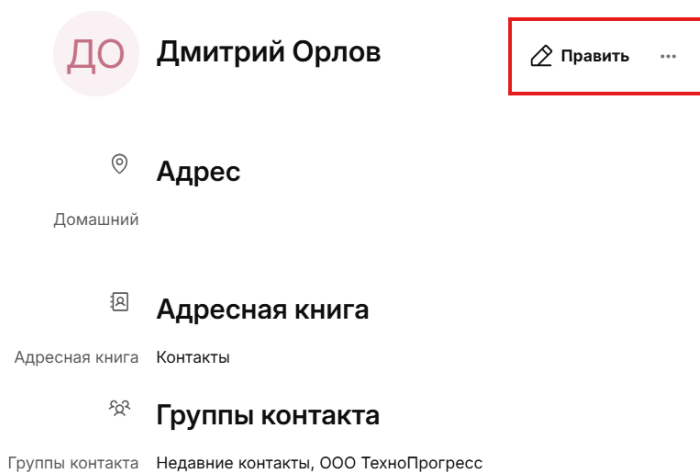 ДО Дмитрий Орлов Править ...
Адрес
Домашний
Адресная книга
Адресная книга Контакты
Группы контакта
Группы контакта Недавние контакты, ООО ТехноПрогресс